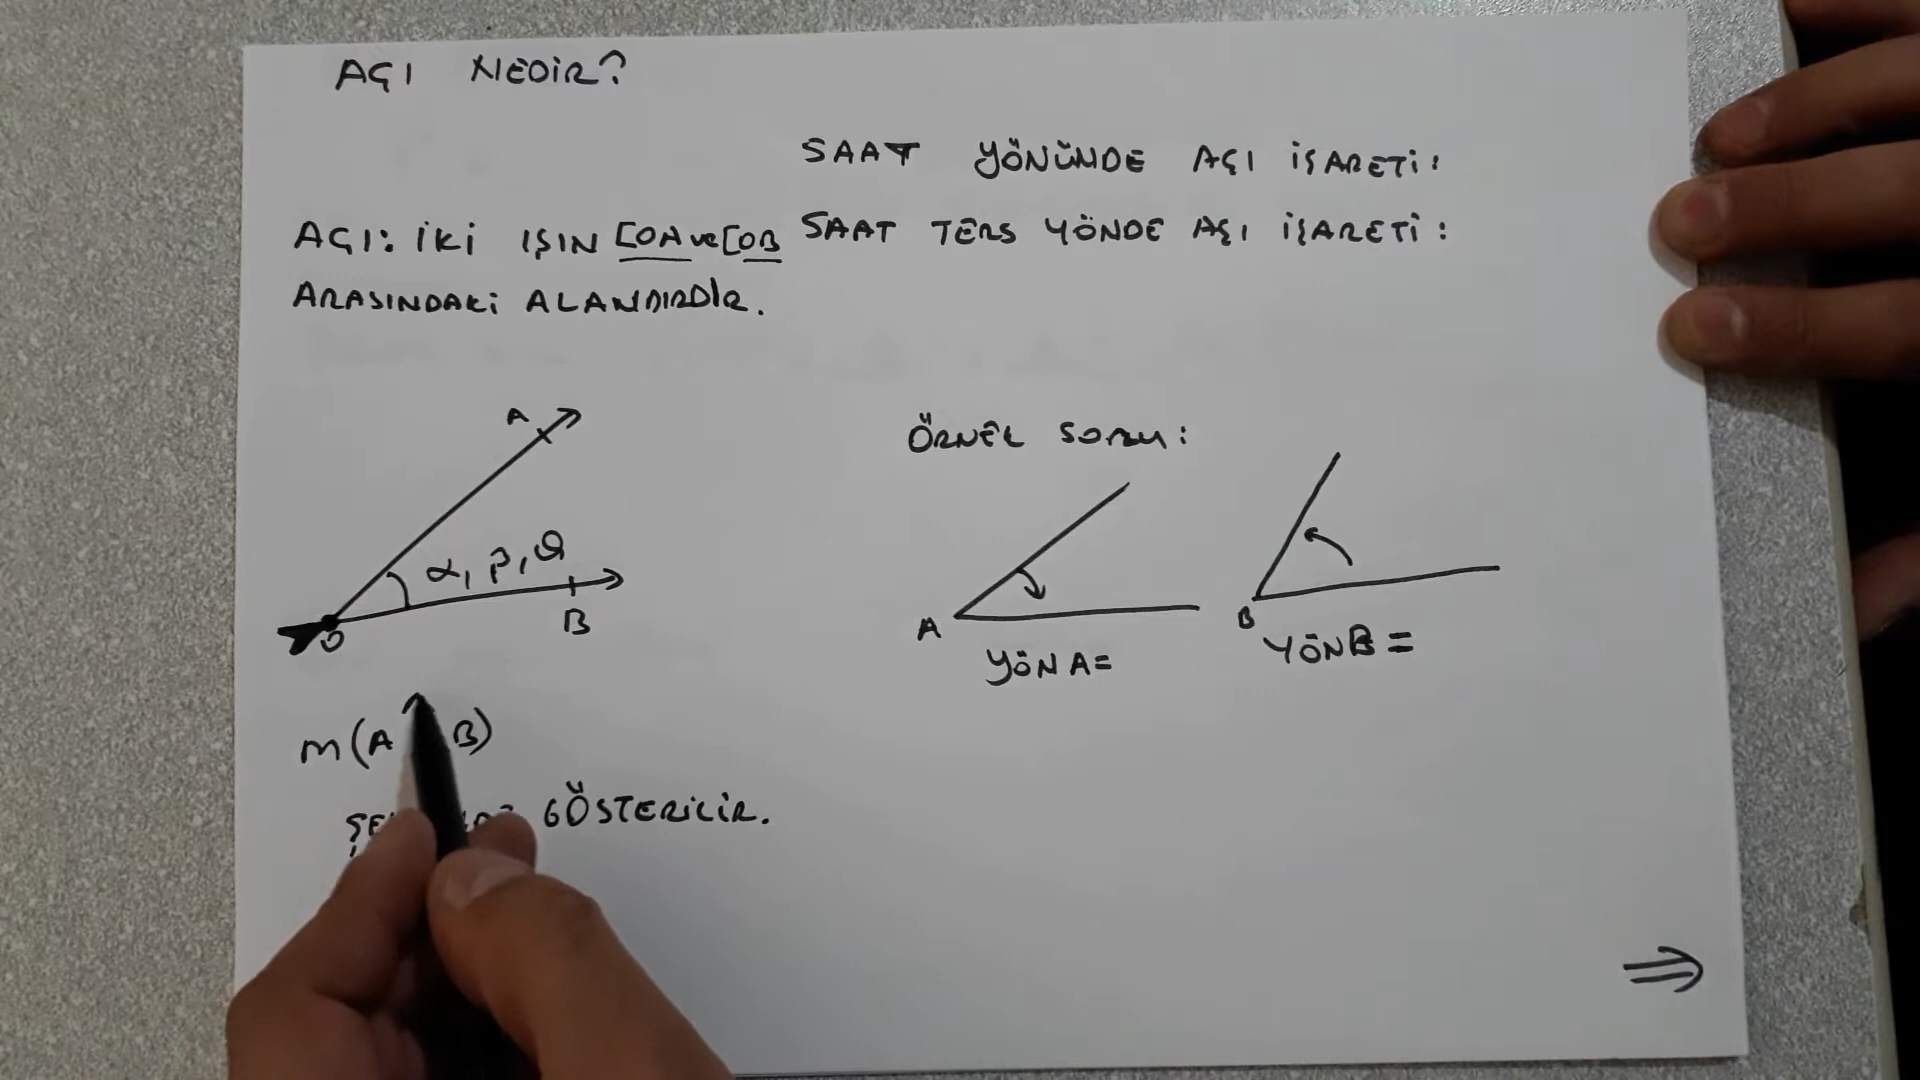 AÇI NEDİR?
SAAT YÖNÜNDE AÇI İŞARETİ:
SAAT TERS YÖNDE AÇI İŞARETİ:
AÇI: İKİ IŞIN [OA ve [OB
ARASINDAKİ ALANDIRDIR.
A
α, β, θ
O
B
m(A B)
GÖSTERİLİR.
ÖRNEK SORU:
A
YÖN A=
B
YÖN B=
⇒